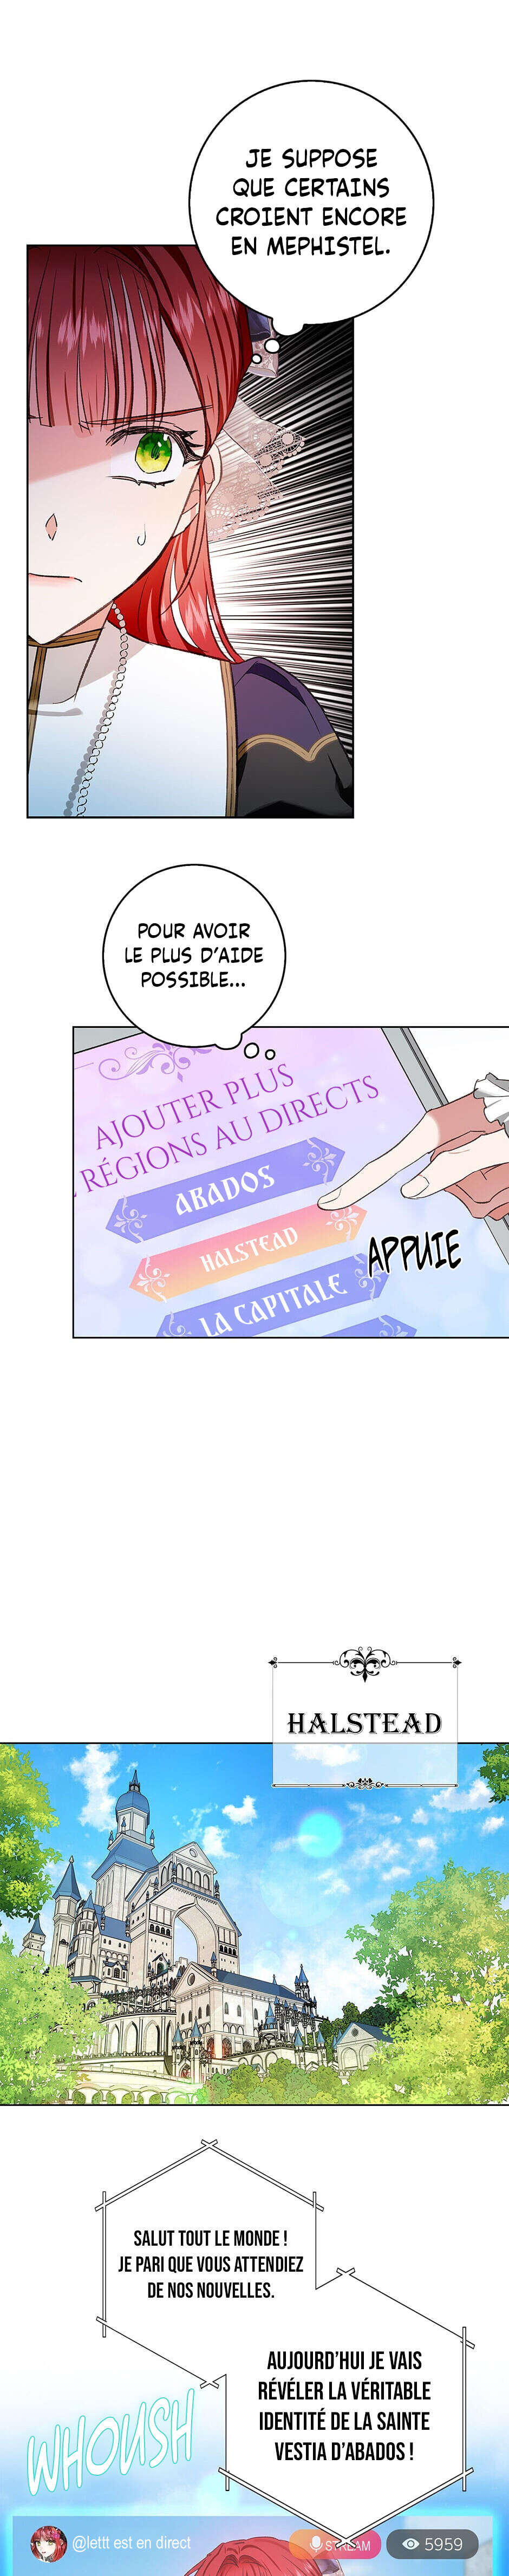 JE SUPPOSE
QUE CERTAINS
CROIENT ENCORE
EN MEPHISTEL.
POUR AVOIR
LE PLUS D'AIDE
POSSIBLE...
AJOUTER PLUS
RÉGIONS AU DIRECTS
ABADOS
HALSTEAD
LA CAPITALE
APPUIE
HALSTEAD
SALUT TOUT LE MONDE !
JE PARI QUE VOUS ATTENDIEZ
DE NOS NOUVELLES.
AUJOURD'HUI JE VAIS
RÉVÉLER LA VÉRITABLE
IDENTITÉ DE LA SAINTE
VESTIA D'ABADOS !
WHOUSH
@lettt est en direct
STREAM
5959